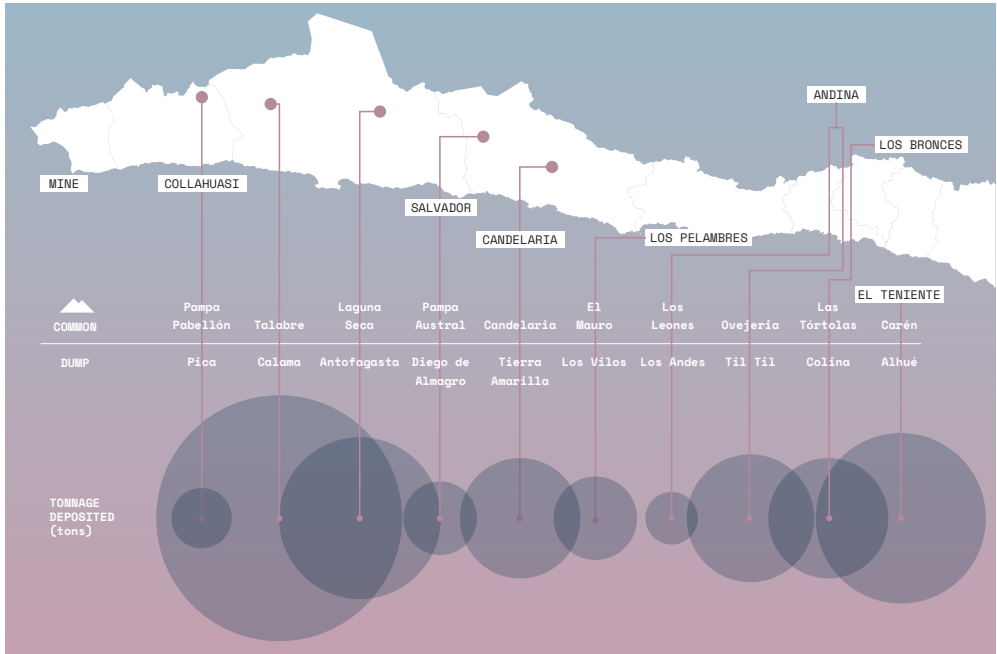 ANDINA
LOS BRONCES
MINE
COLLAHUASI
SALVADOR
CANDELARIA
LOS PELAMBRES
EL TENIENTE
COMMON
Pampa
Pabellón
Talabre
Laguna
Seca
Pampa
Austral
Candelaria
El
Mauro
Los
Leones
Ovejeria
Las
Tórtolas
Carén
DUMP
Pica
Calama
Antofagasta
Diego de
Almagro
Tierra
Amarilla
Los Vilos
Los Andes
Til Til
Colina
Alhué
TONNAGE
DEPOSITED
(tons)